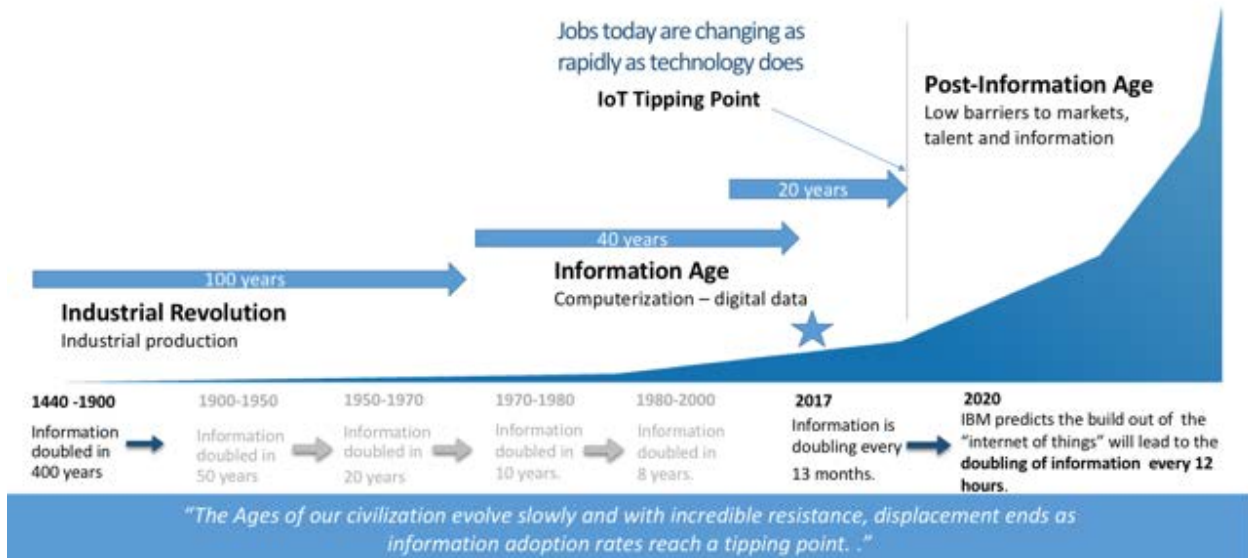 Jobs today are changing as
rapidly as technology does
IoT Tipping Point
Post-Information Age
Low barriers to markets,
talent and information
20 years
40 years
Information Age
Computerization – digital data
100 years
Industrial Revolution
Industrial production
1440 -1900
Information
doubled in
400 years
1900-1950
Information
doubled in
50 years
1950-1970
Information
doubled in
20 years
1970-1980
Information
doubled in
10 years.
1980-2000
Information
doubled in
8 years.
2017
Information is
doubling every
13 months.
2020
IBM predicts the build out of the
“internet of things” will lead to the
doubling of information every 12
hours.
“The Ages of our civilization evolve slowly and with incredible resistance, displacement ends as
information adoption rates reach a tipping point. .”